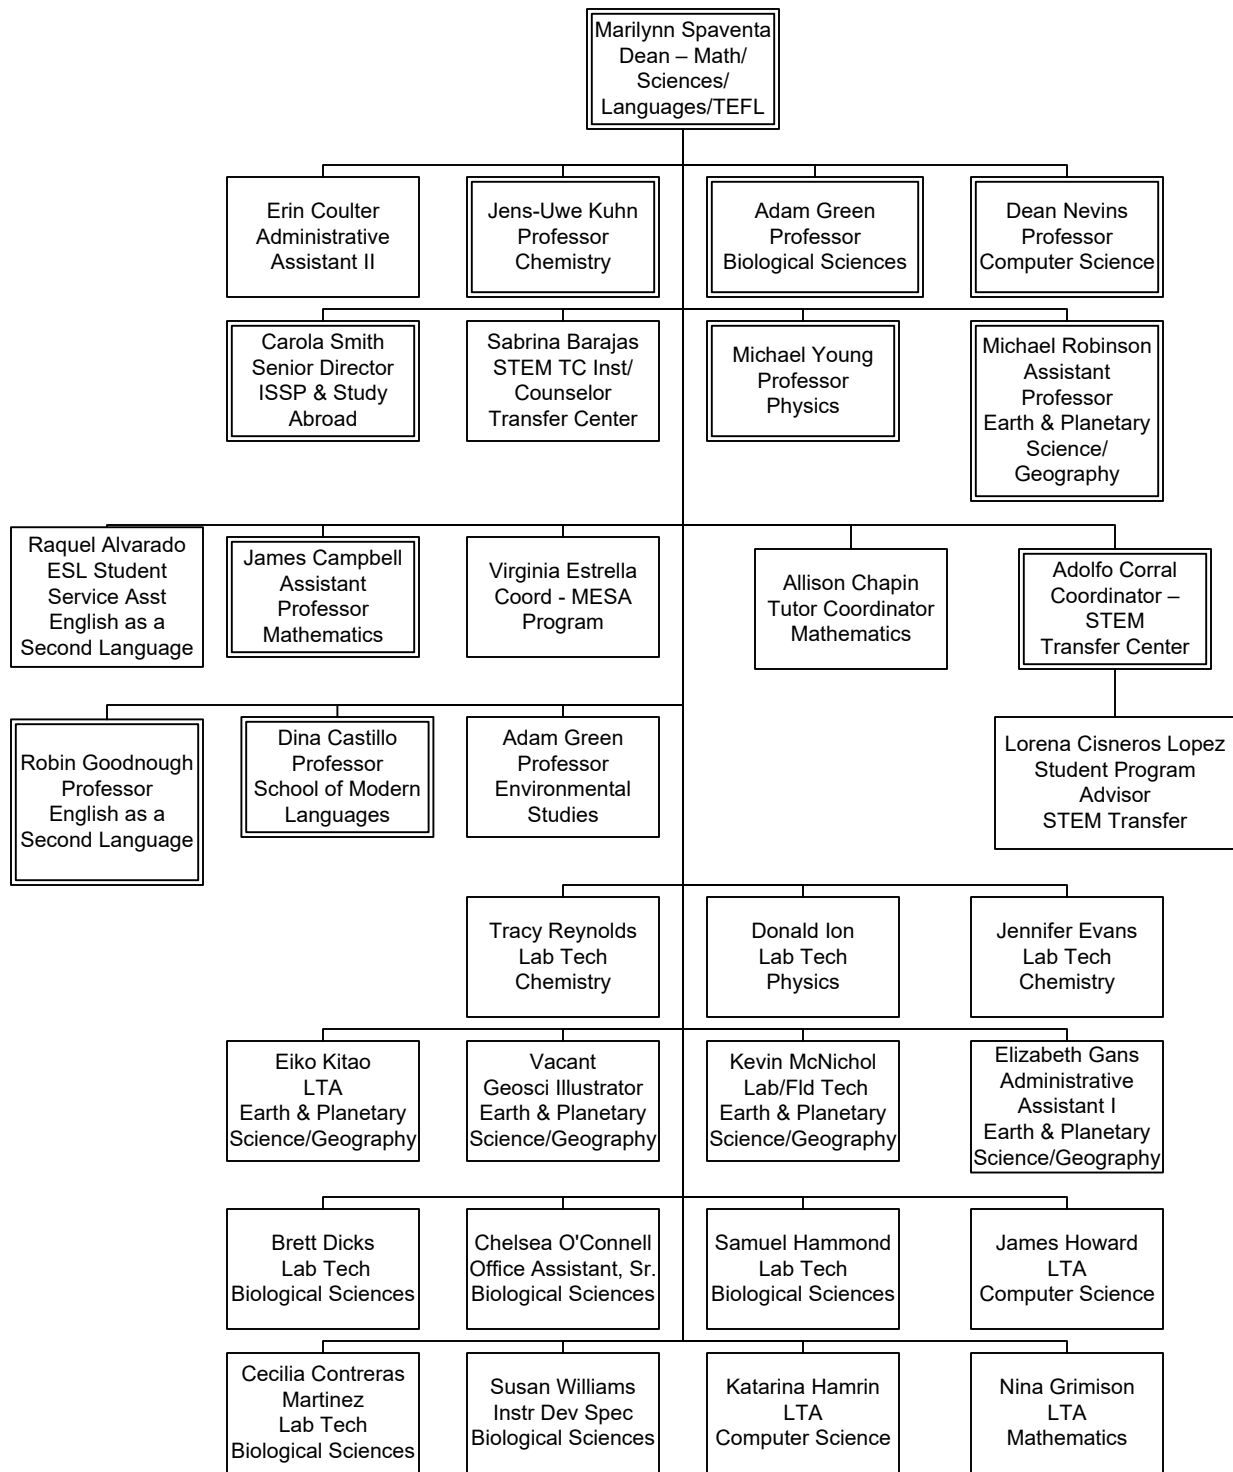 Marilynn Spaventa
Dean – Math/
Sciences/
Languages/TEFL
Erin Coulter
Administrative
Assistant II
Jens-Uwe Kuhn
Professor
Chemistry
Adam Green
Professor
Biological Sciences
Dean Nevins
Professor
Computer Science
Carola Smith
Senior Director
ISSP & Study
Abroad
Sabrina Barajas
STEM TC Inst/
Counselor
Transfer Center
Michael Young
Professor
Physics
Michael Robinson
Assistant
Professor
Earth & Planetary
Science/
Geography
Raquel Alvarado
ESL Student
Service Asst
English as a
Second Language
James Campbell
Assistant
Professor
Mathematics
Virginia Estrella
Coord - MESA
Program
Allison Chapin
Tutor Coordinator
Mathematics
Adolfo Corral
Coordinator –
STEM
Transfer Center
Robin Goodnough
Professor
English as a
Second Language
Dina Castillo
Professor
School of Modern
Languages
Adam Green
Professor
Environmental
Studies
Lorena Cisneros Lopez
Student Program
Advisor
STEM Transfer
Tracy Reynolds
Lab Tech
Chemistry
Donald Ion
Lab Tech
Physics
Jennifer Evans
Lab Tech
Chemistry
Eiko Kitao
LTA
Earth & Planetary
Science/Geography
Vacant
Geosci Illustrator
Earth & Planetary
Science/Geography
Kevin McNichol
Lab/Fld Tech
Earth & Planetary
Science/Geography
Elizabeth Gans
Administrative
Assistant I
Earth & Planetary
Science/Geography
Brett Dicks
Lab Tech
Biological Sciences
Chelsea O'Connell
Office Assistant, Sr.
Biological Sciences
Samuel Hammond
Lab Tech
Biological Sciences
James Howard
LTA
Computer Science
Cecilia Contreras
Martinez
Lab Tech
Biological Sciences
Susan Williams
Instr Dev Spec
Biological Sciences
Katarina Hamrin
LTA
Computer Science
Nina Grimison
LTA
Mathematics